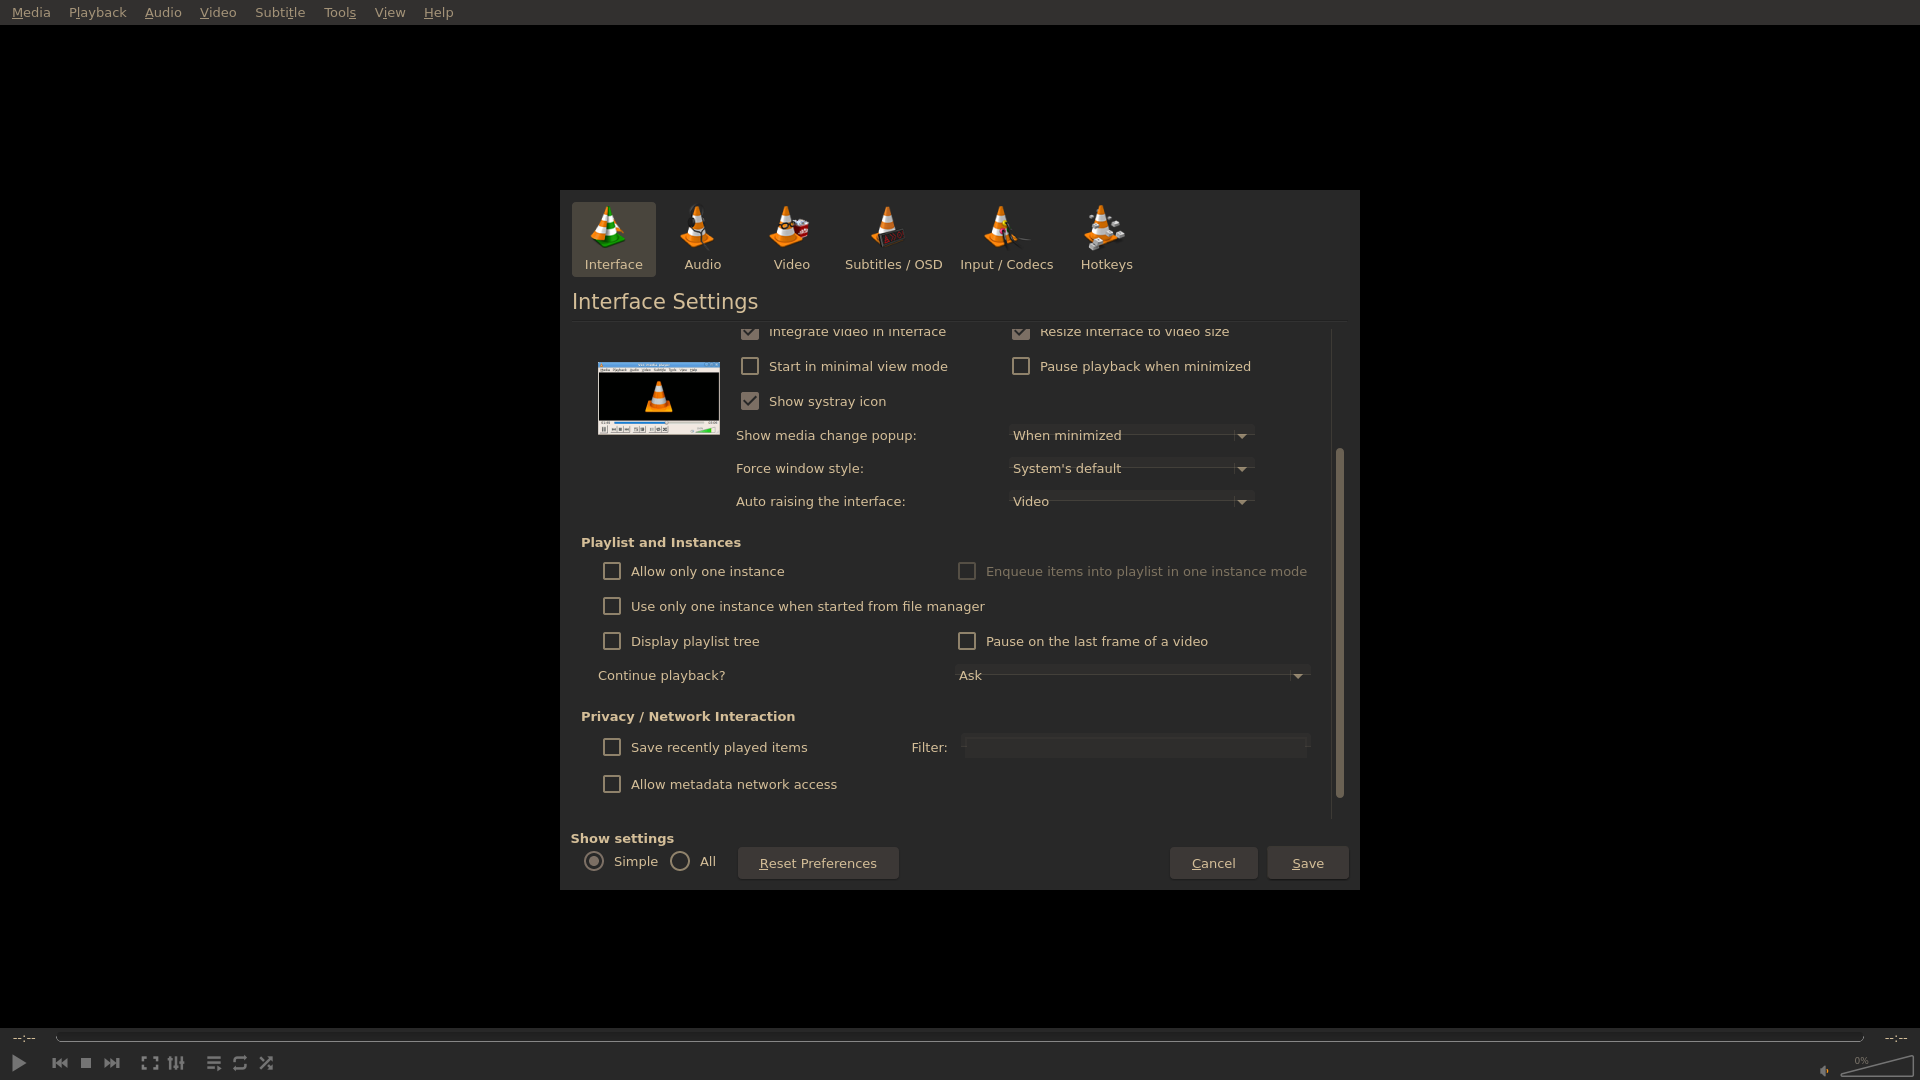 Media Playback Audio Video Subtitle Tools View Help
Interface Audio Video Subtitles / OSD Input / Codecs Hotkeys
Interface Settings
Integrate video in interface Resize interface to video size
Start in minimal view mode Pause playback when minimized
Show systray icon
Show media change popup: When minimized
Force window style: System's default
Auto raising the interface: Video
Playlist and Instances
Allow only one instance Enqueue items into playlist in one instance mode
Use only one instance when started from file manager
Display playlist tree Pause on the last frame of a video
Continue playback? Ask
Privacy / Network Interaction
Save recently played items Filter:
Allow metadata network access
Show settings
Simple All Reset Preferences Cancel Save
--:-- --:--
0%